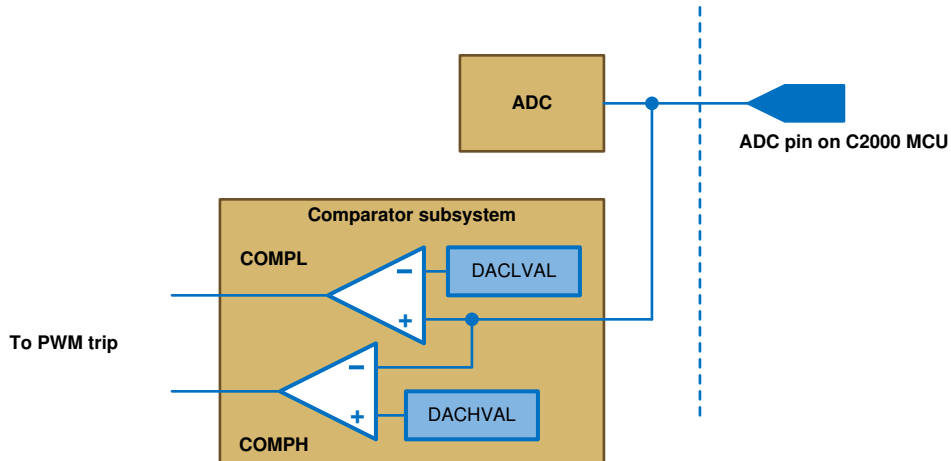 ADC
ADC pin on C2000 MCU
Comparator subsystem
COMPL
− DACLVAL
+
To PWM trip
−
+ DACHVAL
COMPH